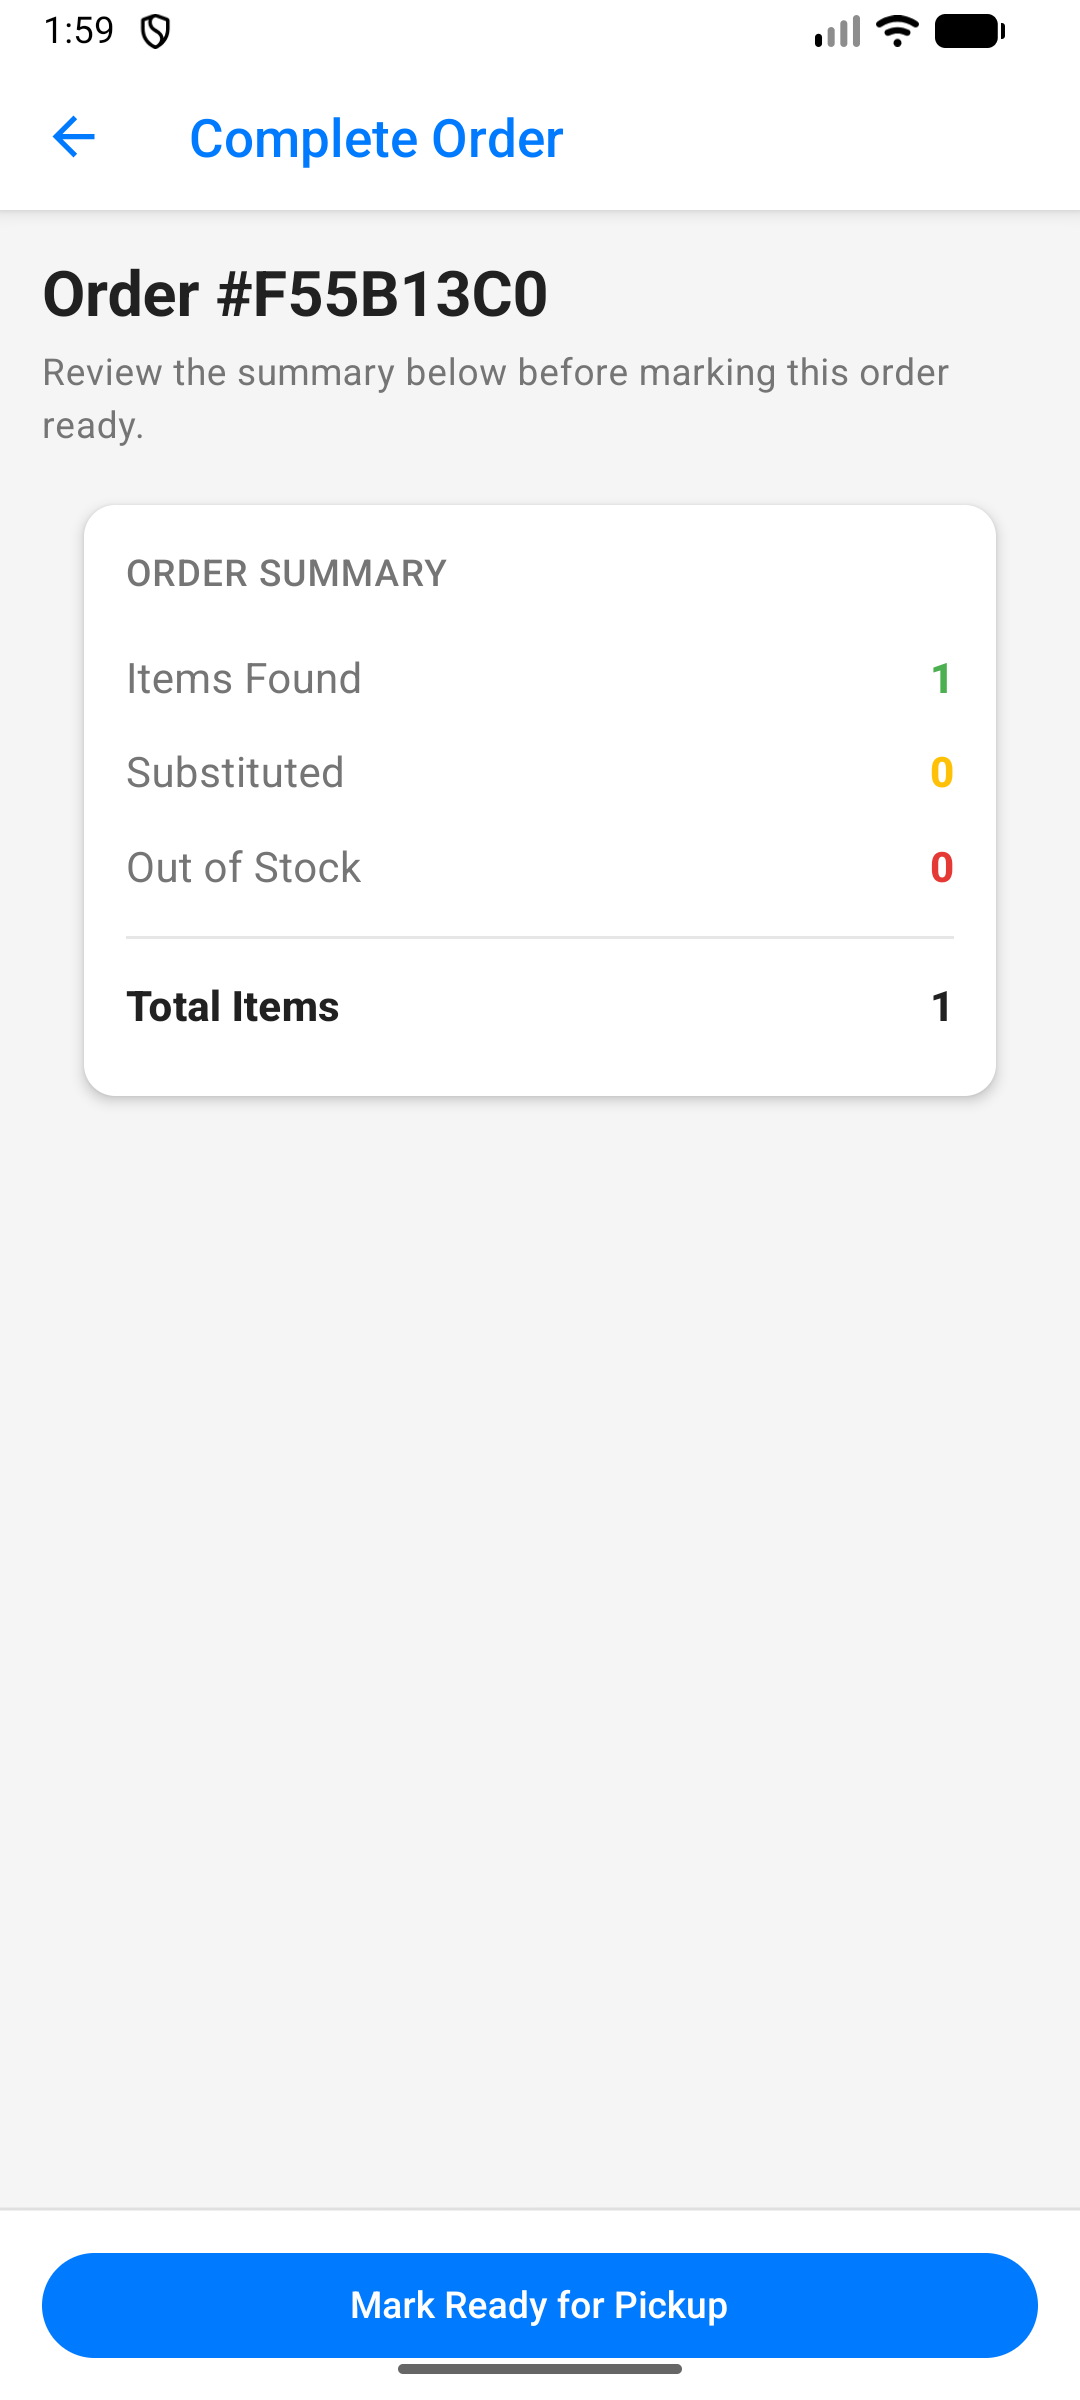 1:59
Complete Order
Order #F55B13C0
Review the summary below before marking this order
ready.
ORDER SUMMARY
Items Found 1
Substituted 0
Out of Stock 0
Total Items 1
Mark Ready for Pickup